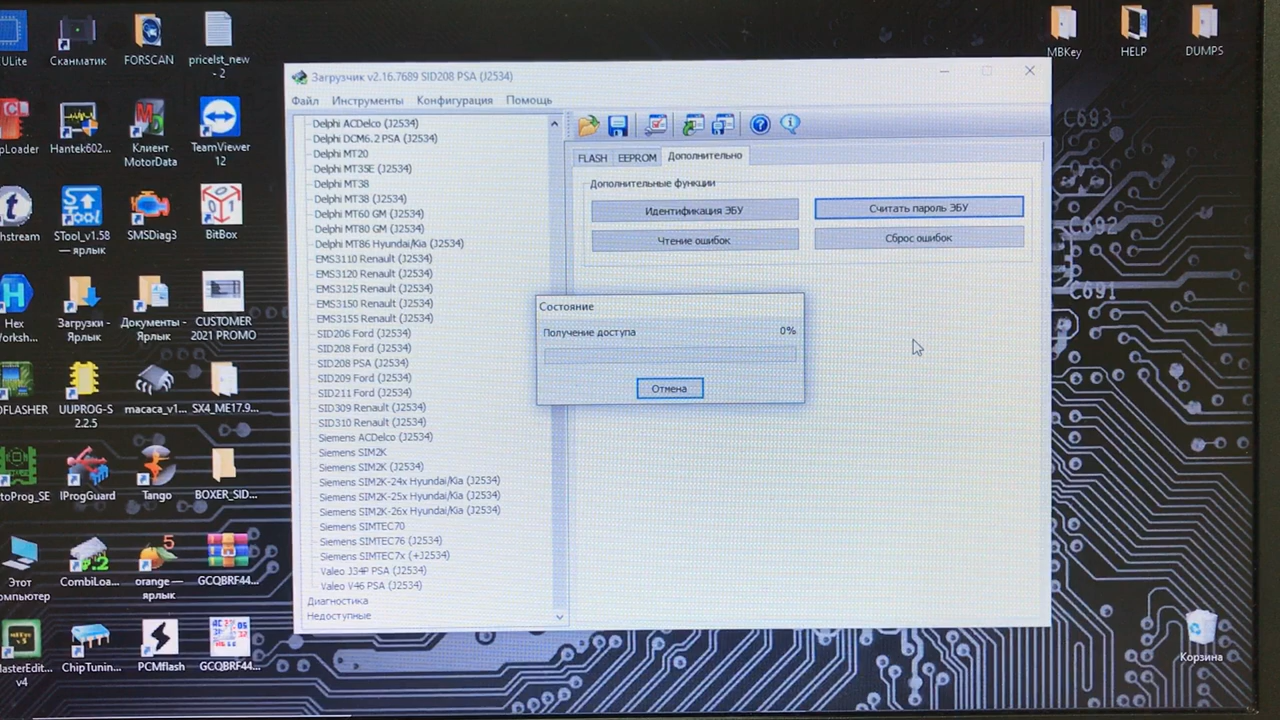 Сканматик
FORSCAN
pricelst_new
- 2
MBKey
HELP
DUMPS
Hantek602...
Клиент
MotorData
TeamViewer
12
STool_v1.58
— ярлык
SMSDiag3
BitBox
Hex
Загрузки -
Ярлык
Документы -
Ярлык
CUSTOMER
2021 PROMO
UUPROG-S
2.2.5
macaca_v1...
SX4_ME17.9...
IProgGuard
Tango
BOXER_SID...
Этот
CombiLoa...
orange —
ярлык
GCQBRF44...
v4
ChipTunin...
PCMflash
GCQBRF44...
Корзина
Загрузчик v2.16.7689 SID208 PSA (J2534)
Файл Инструменты Конфигурация Помощь
Delphi ACDelco (J2534)
Delphi DCM6.2 PSA (J2534)
Delphi MT20
Delphi MT35E (J2534)
Delphi MT38
Delphi MT38 (J2534)
Delphi MT60 GM (J2534)
Delphi MT80 GM (J2534)
Delphi MT86 Hyundai/Kia (J2534)
EMS3110 Renault (J2534)
EMS3120 Renault (J2534)
EMS3125 Renault (J2534)
EMS3150 Renault (J2534)
EMS3155 Renault (J2534)
SID206 Ford (J2534)
SID208 Ford (J2534)
SID208 PSA (J2534)
SID209 Ford (J2534)
SID211 Ford (J2534)
SID309 Renault (J2534)
SID310 Renault (J2534)
Siemens ACDelco (J2534)
Siemens SIM2K
Siemens SIM2K (J2534)
Siemens SIM2K-24x Hyundai/Kia (J2534)
Siemens SIM2K-25x Hyundai/Kia (J2534)
Siemens SIM2K-26x Hyundai/Kia (J2534)
Siemens SIMTEC70
Siemens SIMTEC76 (J2534)
Siemens SIMTEC7x (+J2534)
Valeo J34P PSA (J2534)
Valeo V46 PSA (J2534)
Диагностика
Недоступные
FLASH EEPROM Дополнительно
Дополнительные функции
Идентификация ЭБУ Считать пароль ЭБУ
Чтение ошибок Сброс ошибок
Состояние
Получение доступа 0%
Отмена
C693
C692
C691